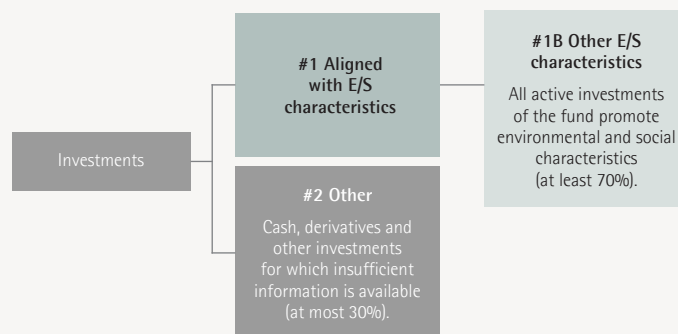 Investments
#1 Aligned
with E/S
characteristics
#1B Other E/S
characteristics
All active investments
of the fund promote
environmental and social
characteristics
(at least 70%).
#2 Other
Cash, derivatives and
other investments
for which insufficient
information is available
(at most 30%).